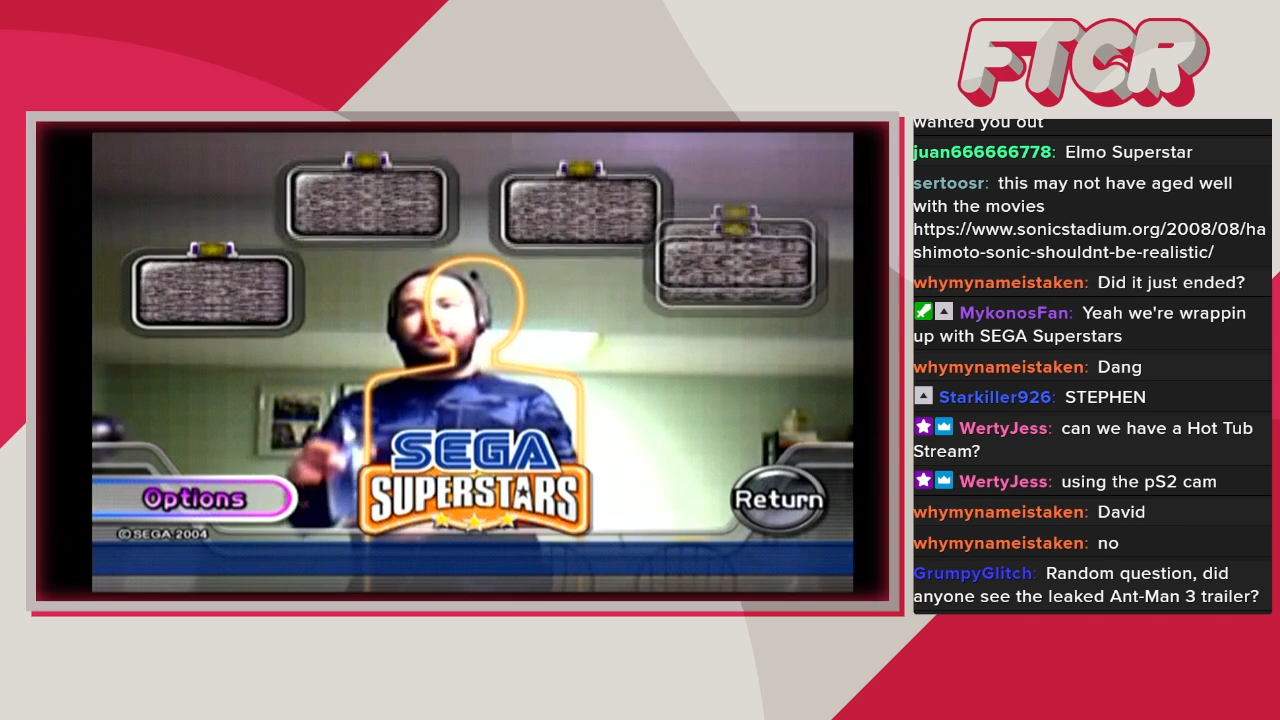 FTCR
wanted you out
juan666666778: Elmo Superstar
sertoosr: this may not have aged well
with the movies
https://www.sonicstadium.org/2008/08/ha
shimoto-sonic-shouldnt-be-realistic/
whymynameistaken: Did it just ended?
MykonosFan: Yeah we're wrappin
up with SEGA Superstars
whymynameistaken: Dang
Starkiller926: STEPHEN
WertyJess: can we have a Hot Tub
Stream?
WertyJess: using the pS2 cam
whymynameistaken: David
whymynameistaken: no
GrumpyGlitch: Random question, did
anyone see the leaked Ant-Man 3 trailer?
SEGA
SUPERSTARS
Options
Return
©SEGA 2004